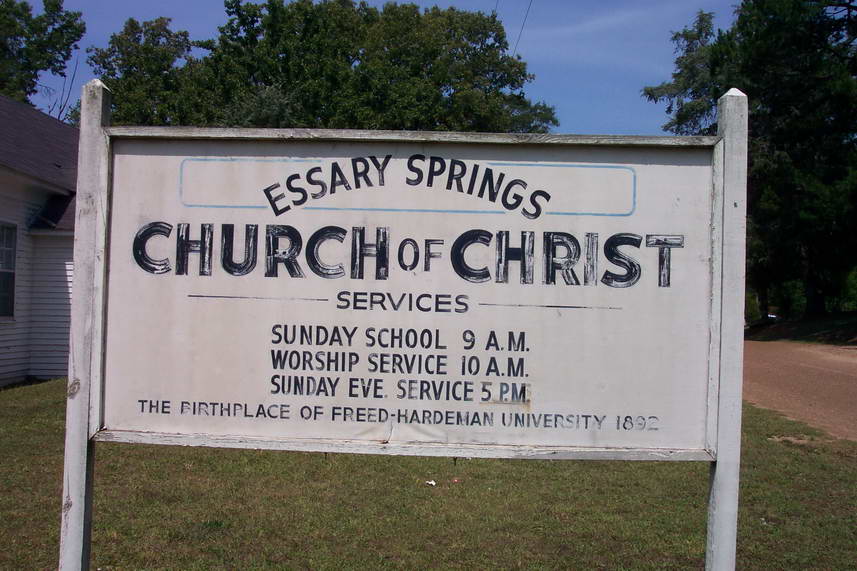 ESSARY SPRINGS
CHURCH OF CHRIST
SERVICES
SUNDAY SCHOOL 9 A.M.
WORSHIP SERVICE 10 A.M.
SUNDAY EVE. SERVICE 5 P.M.
THE BIRTHPLACE OF FREED-HARDEMAN UNIVERSITY 1892